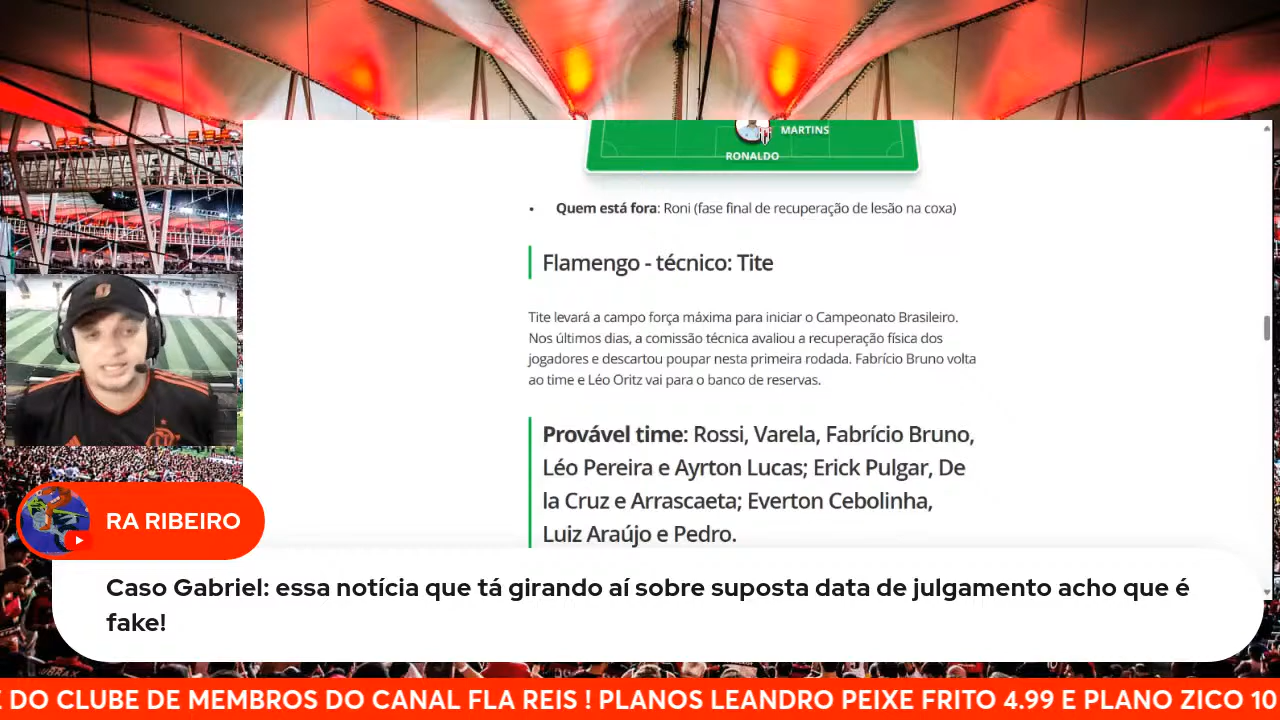 MARTINS
RONALDO
• Quem está fora: Roni (fase final de recuperação de lesão na coxa)
Flamengo - técnico: Tite
Tite levará a campo força máxima para iniciar o Campeonato Brasileiro.
Nos últimos dias, a comissão técnica avaliou a recuperação física dos
jogadores e descartou poupar nesta primeira rodada. Fabrício Bruno volta
ao time e Léo Oritz vai para o banco de reservas.
Provável time: Rossi, Varela, Fabrício Bruno,
Léo Pereira e Ayrton Lucas; Erick Pulgar, De
la Cruz e Arrascaeta; Everton Cebolinha,
Luiz Araújo e Pedro.
RA RIBEIRO
Caso Gabriel: essa notícia que tá girando aí sobre suposta data de julgamento acho que é
fake!
DO CLUBE DE MEMBROS DO CANAL FLA REIS ! PLANOS LEANDRO PEIXE FRITO 4.99 E PLANO ZICO 10